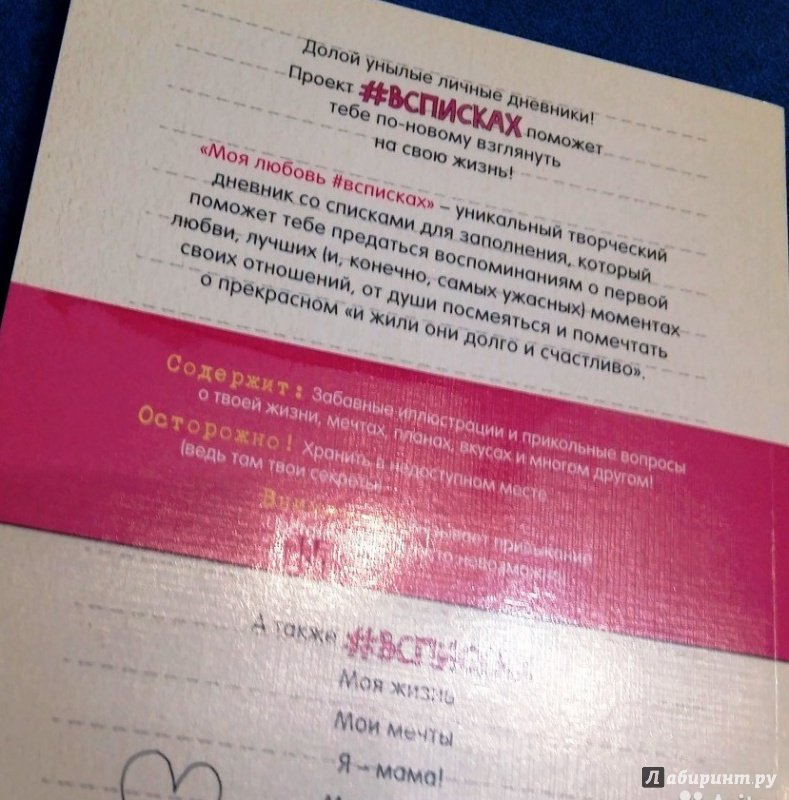 Долой унылые личные дневники!
Проект #ВСПИСКАХ поможет
тебе по-новому взглянуть
на свою жизнь!
«Моя любовь #всписках» – уникальный творческий
дневник со списками для заполнения, который
поможет тебе предаться воспоминаниям о первой
любви, лучших (и, конечно, самых ужасных) моментах
своих отношений, от души посмеяться и помечтать
о прекрасном «и жили они долго и счастливо».
Содержит: Забавные иллюстрации и прикольные вопросы
о твоей жизни, мечтах, планах, вкусах и многом другом!
Осторожно! Хранить в недоступном месте
(ведь там твои секреты)
привыкание
невозможно
А также #ВСПИСКАХ
Моя жизнь
Мои мечты
Я – мама!
Лабиринт.ру